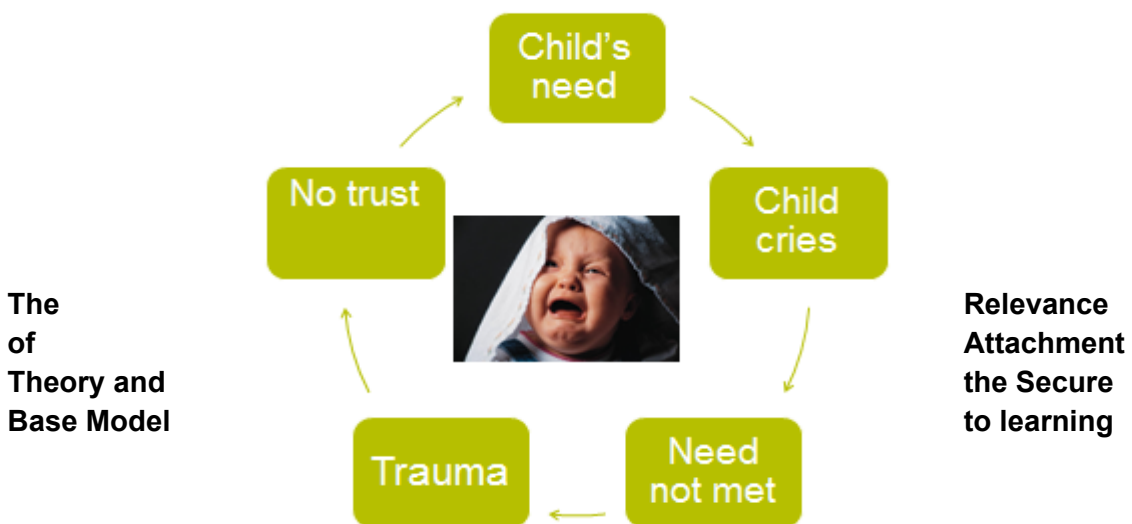 Child's
need
No trust
Child
cries
The Relevance
of Attachment
Theory and the Secure
Base Model to learning
Trauma
Need
not met